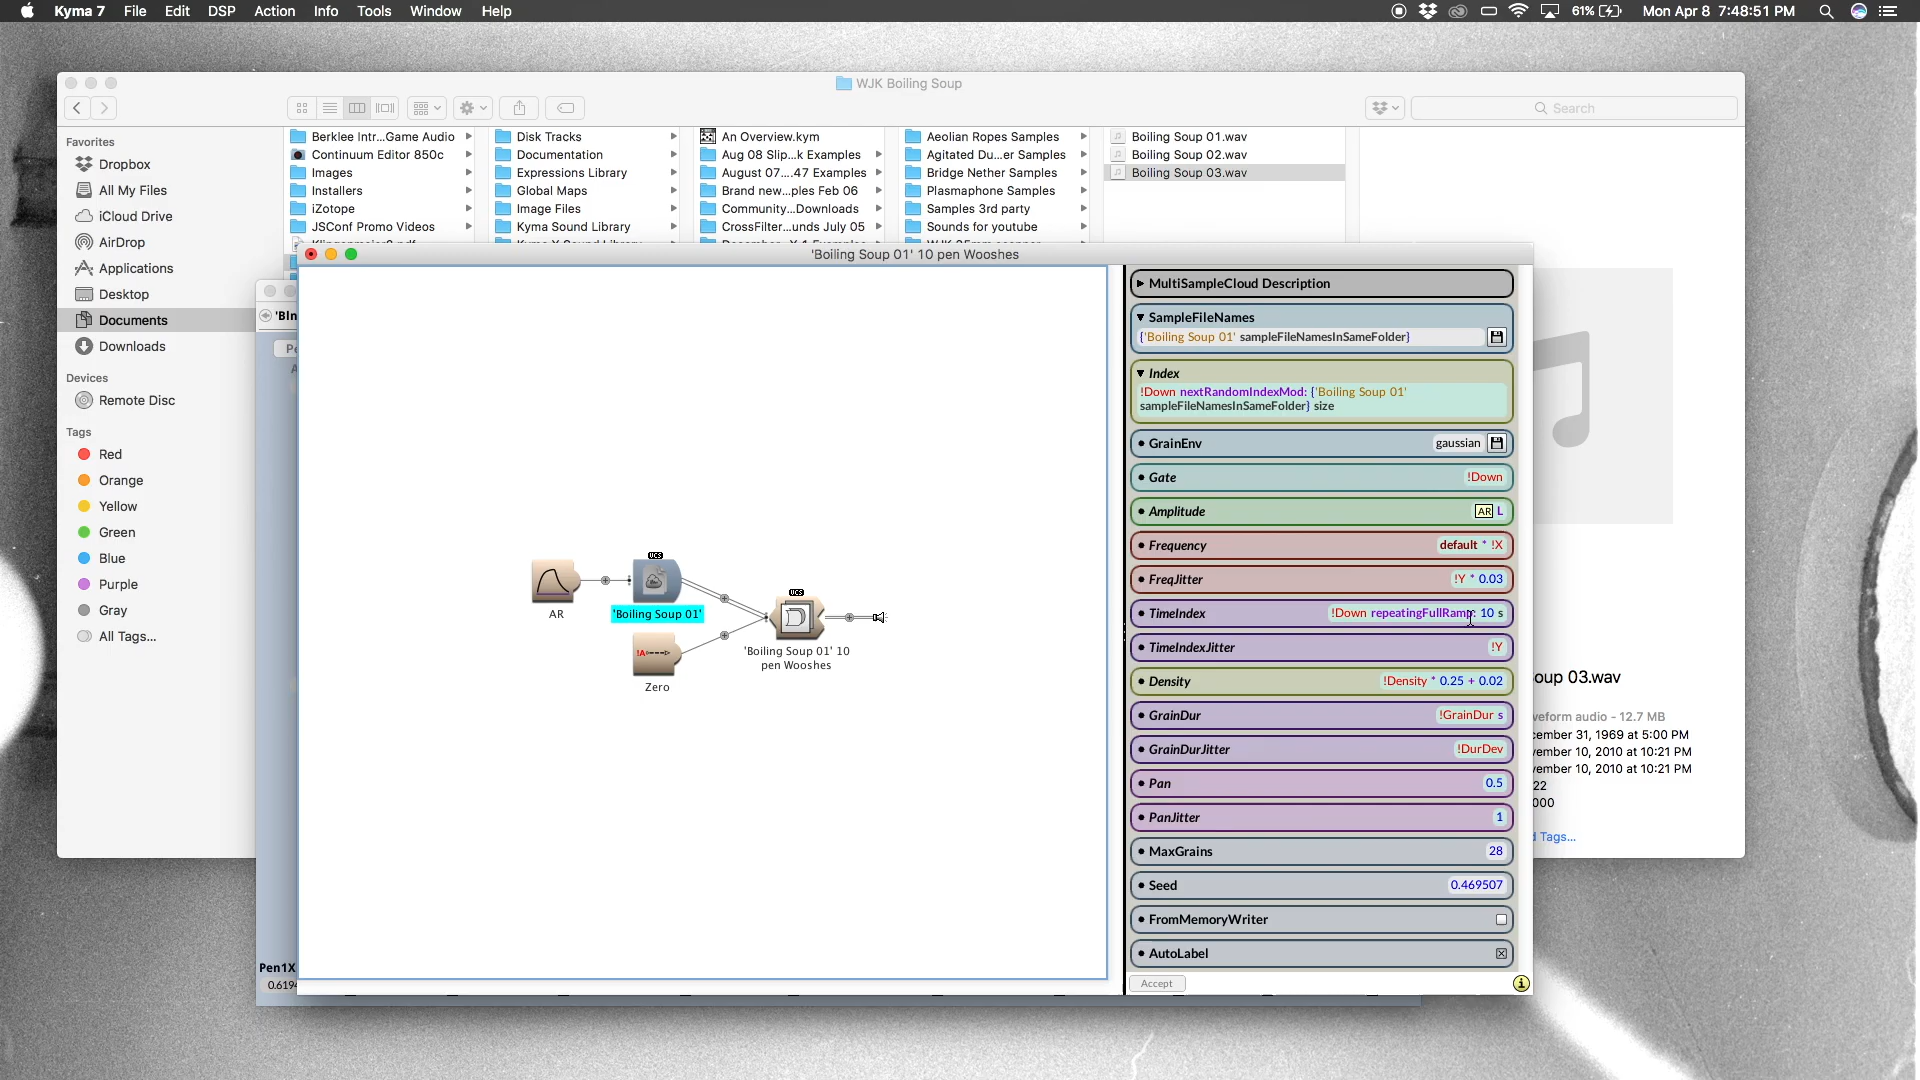 Kyma 7 File Edit DSP Action Info Tools Window Help
61% Mon Apr 8 7:48:51 PM
WJK Boiling Soup
Search
Favorites
Dropbox
All My Files
iCloud Drive
AirDrop
Applications
Desktop
Documents
Downloads
Devices
Remote Disc
Tags
Red
Orange
Yellow
Green
Blue
Purple
Gray
All Tags...
Berklee Intr...Game Audio
Continuum Editor 850c
Images
Installers
iZotope
JSConf Promo Videos
Disk Tracks
Documentation
Expressions Library
Global Maps
Image Files
Kyma Sound Library
An Overview.kym
Aug 08 Slip...k Examples
August 07....47 Examples
Brand new...ples Feb 06
Community...Downloads
CrossFilter...unds July 05
Aeolian Ropes Samples
Agitated Du...er Samples
Bridge Nether Samples
Plasmaphone Samples
Samples 3rd party
Sounds for youtube
Boiling Soup 01.wav
Boiling Soup 02.wav
Boiling Soup 03.wav
'Boiling Soup 01' 10 pen Wooshes
'BIn
Pe
A
Pen1X
0.6194
AR
UCS
'Boiling Soup 01'
!A
Zero
UCS
'Boiling Soup 01' 10
pen Wooshes
MultiSampleCloud Description
SampleFileNames
{'Boiling Soup 01' sampleFileNamesInSameFolder}
Index
!Down nextRandomIndexMod: {'Boiling Soup 01'
sampleFileNamesInSameFolder} size
GrainEnv gaussian
Gate !Down
Amplitude AR L
Frequency default * !X
FreqJitter !Y * 0.03
TimeIndex !Down repeatingFullRamp: 10 s
TimeIndexJitter !Y
Density !Density * 0.25 + 0.02
GrainDur !GrainDur s
GrainDurJitter !DurDev
Pan 0.5
PanJitter 1
MaxGrains 28
Seed 0.469507
FromMemoryWriter
AutoLabel
Accept
i
oup 03.wav
veform audio - 12.7 MB
cember 31, 1969 at 5:00 PM
vember 10, 2010 at 10:21 PM
vember 10, 2010 at 10:21 PM
22
000
d Tags...